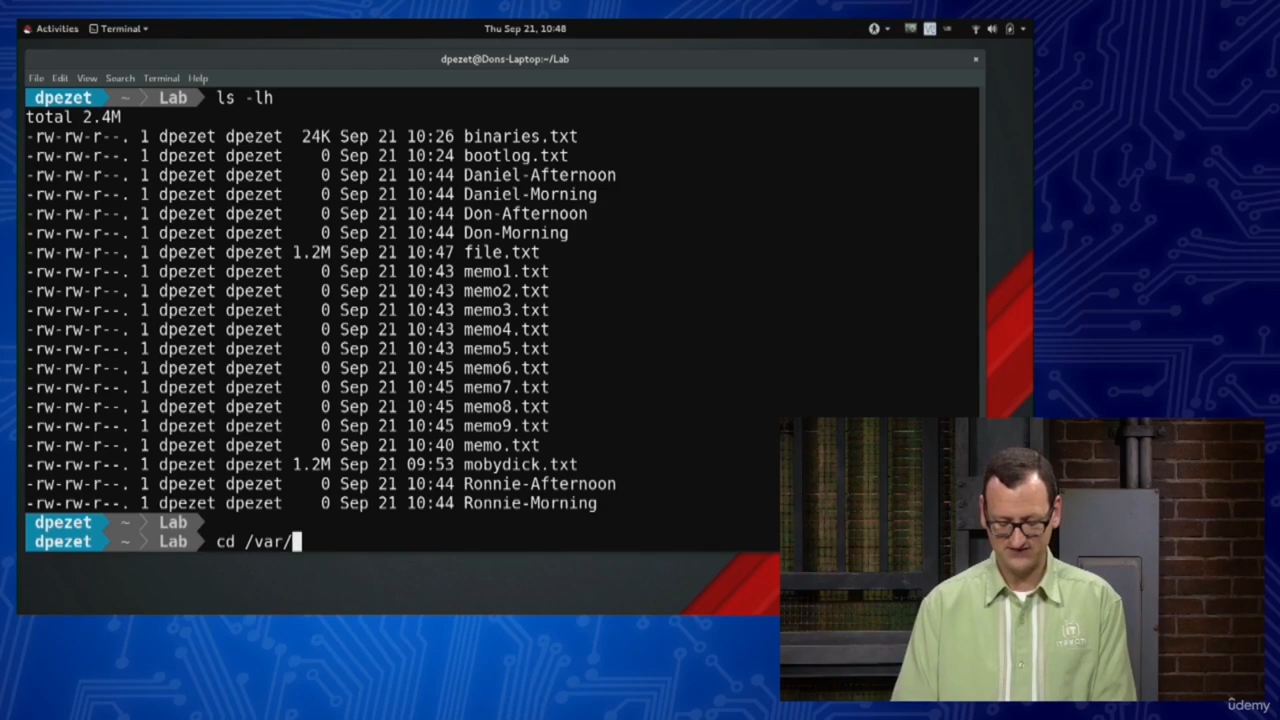 Activities Terminal Thu Sep 21, 10:48
dpezet@Dons-Laptop:~/Lab ×
File Edit View Search Terminal Help
dpezet ~ Lab ls -lh
total 2.4M
-rw-rw-r--. 1 dpezet dpezet 24K Sep 21 10:26 binaries.txt
-rw-rw-r--. 1 dpezet dpezet 0 Sep 21 10:24 bootlog.txt
-rw-rw-r--. 1 dpezet dpezet 0 Sep 21 10:44 Daniel-Afternoon
-rw-rw-r--. 1 dpezet dpezet 0 Sep 21 10:44 Daniel-Morning
-rw-rw-r--. 1 dpezet dpezet 0 Sep 21 10:44 Don-Afternoon
-rw-rw-r--. 1 dpezet dpezet 0 Sep 21 10:44 Don-Morning
-rw-rw-r--. 1 dpezet dpezet 1.2M Sep 21 10:47 file.txt
-rw-rw-r--. 1 dpezet dpezet 0 Sep 21 10:43 memo1.txt
-rw-rw-r--. 1 dpezet dpezet 0 Sep 21 10:43 memo2.txt
-rw-rw-r--. 1 dpezet dpezet 0 Sep 21 10:43 memo3.txt
-rw-rw-r--. 1 dpezet dpezet 0 Sep 21 10:43 memo4.txt
-rw-rw-r--. 1 dpezet dpezet 0 Sep 21 10:43 memo5.txt
-rw-rw-r--. 1 dpezet dpezet 0 Sep 21 10:45 memo6.txt
-rw-rw-r--. 1 dpezet dpezet 0 Sep 21 10:45 memo7.txt
-rw-rw-r--. 1 dpezet dpezet 0 Sep 21 10:45 memo8.txt
-rw-rw-r--. 1 dpezet dpezet 0 Sep 21 10:45 memo9.txt
-rw-rw-r--. 1 dpezet dpezet 0 Sep 21 10:40 memo.txt
-rw-rw-r--. 1 dpezet dpezet 1.2M Sep 21 09:53 mobydick.txt
-rw-rw-r--. 1 dpezet dpezet 0 Sep 21 10:44 Ronnie-Afternoon
-rw-rw-r--. 1 dpezet dpezet 0 Sep 21 10:44 Ronnie-Morning
dpezet ~ Lab
dpezet ~ Lab cd /var/
ûdemy